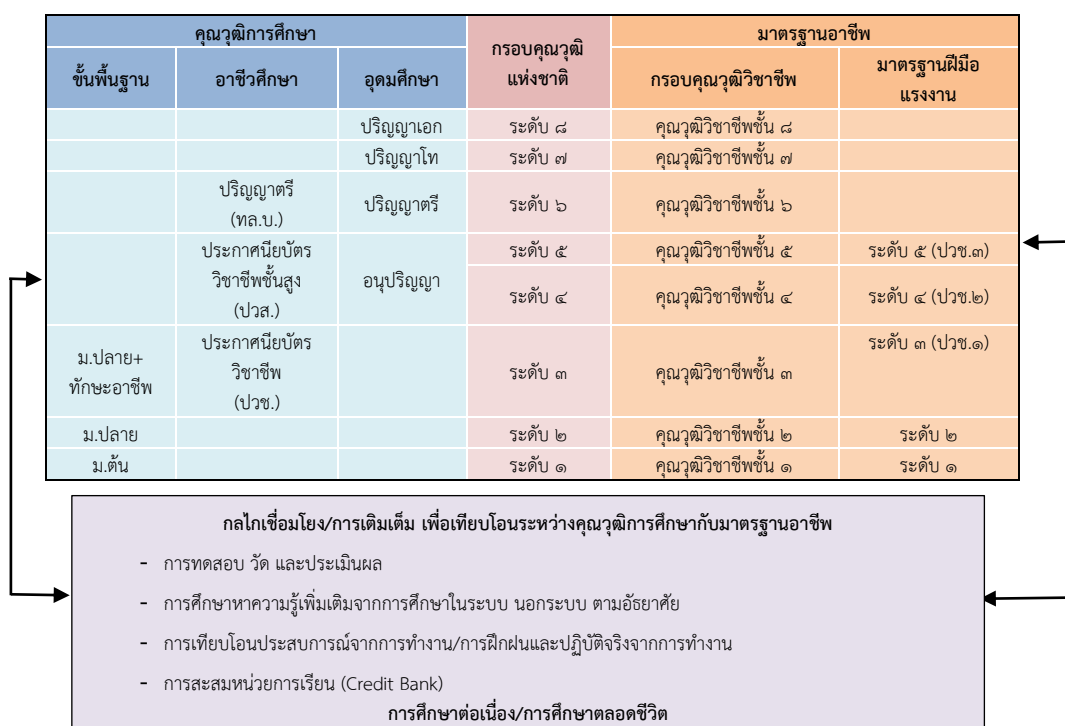 คุณวุฒิการศึกษา กรอบคุณวุฒิแห่งชาติ มาตรฐานอาชีพ
ขั้นพื้นฐาน อาชีวศึกษา อุดมศึกษา กรอบคุณวุฒิวิชาชีพ มาตรฐานฝีมือแรงงาน
ปริญญาเอก ระดับ ๘ คุณวุฒิวิชาชีพชั้น ๘
ปริญญาโท ระดับ ๗ คุณวุฒิวิชาชีพชั้น ๗
ปริญญาตรี (ทล.บ.) ปริญญาตรี ระดับ ๖ คุณวุฒิวิชาชีพชั้น ๖
ประกาศนียบัตรวิชาชีพชั้นสูง (ปวส.) อนุปริญญา ระดับ ๕ คุณวุฒิวิชาชีพชั้น ๕ ระดับ ๕ (ปวช.๓)
ระดับ ๔ คุณวุฒิวิชาชีพชั้น ๔ ระดับ ๔ (ปวช.๒)
ม.ปลาย+ทักษะอาชีพ ประกาศนียบัตรวิชาชีพ (ปวช.) ระดับ ๓ คุณวุฒิวิชาชีพชั้น ๓ ระดับ ๓ (ปวช.๑)
ม.ปลาย ระดับ ๒ คุณวุฒิวิชาชีพชั้น ๒ ระดับ ๒
ม.ต้น ระดับ ๑ คุณวุฒิวิชาชีพชั้น ๑ ระดับ ๑
กลไกเชื่อมโยง/การเติมเต็ม เพื่อเทียบโอนระหว่างคุณวุฒิการศึกษากับมาตรฐานอาชีพ
- การทดสอบ วัด และประเมินผล
- การศึกษาหาความรู้เพิ่มเติมจากการศึกษาในระบบ นอกระบบ ตามอัธยาศัย
- การเทียบโอนประสบการณ์จากการทำงาน/การฝึกฝนและปฏิบัติจริงจากการทำงาน
- การสะสมหน่วยการเรียน (Credit Bank)
การศึกษาต่อเนื่อง/การศึกษาตลอดชีวิต